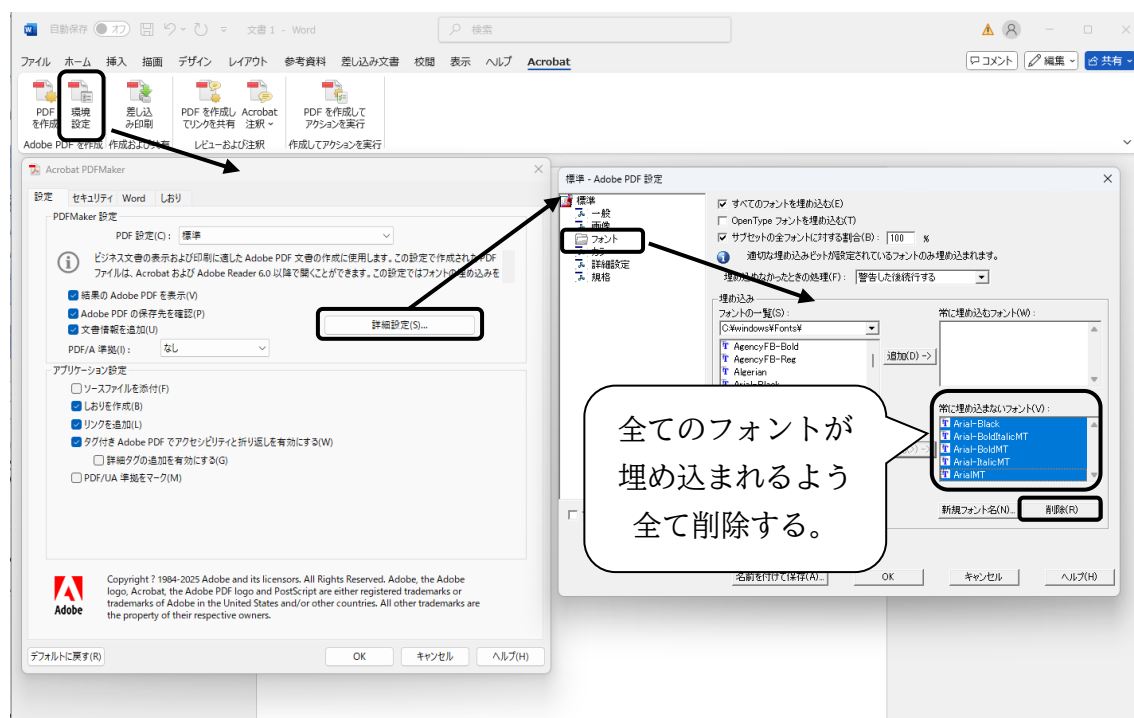 自動保存 オフ 文書 1 - Word 検索
ファイル ホーム 挿入 描画 デザイン レイアウト 参考資料 差し込み文書 校閲 表示 ヘルプ Acrobat コメント 編集 共有
PDF を作成
環境設定
差し込み印刷
PDF を作成してリンクを共有
Acrobat 注釈
PDF を作成してアクションを実行
Adobe PDF を作成 作成および共有 レビューおよび注釈 作成してアクションを実行
Acrobat PDFMaker
設定 セキュリティ Word しおり
PDFMaker 設定
PDF 設定(C): 標準
ビジネス文書の表示および印刷に適した Adobe PDF 文書の作成に使用します。この設定で作成された PDF
ファイルは、Acrobat および Adobe Reader 6.0 以降で開くことができます。この設定ではフォントの埋め込みを
結果の Adobe PDF を表示(V)
Adobe PDF の保存先を確認(P)
文書情報を追加(U)
詳細設定(S)...
PDF/A 準拠(I): なし
アプリケーション設定
ソースファイルを添付(F)
しおりを作成(B)
リンクを追加(L)
タグ付き Adobe PDF でアクセシビリティと折り返しを有効にする(W)
詳細タグの追加を有効にする(G)
PDF/UA 準拠をマーク(M)
Adobe
Copyright ? 1984-2025 Adobe and its licensors. All Rights Reserved. Adobe, the Adobe
logo, Acrobat, the Adobe PDF logo and PostScript are either registered trademarks or
trademarks of Adobe in the United States and/or other countries. All other trademarks are
the property of their respective owners.
デフォルトに戻す(R) OK キャンセル ヘルプ(H)
標準 - Adobe PDF 設定
標準
一般
画像
フォント
カラー
詳細設定
規格
すべてのフォントを埋め込む(E)
OpenType フォントを埋め込む(T)
サブセットの全フォントに対する割合(B): 100 %
適切な埋め込みビットが設定されているフォントのみ埋め込まれます。
埋め込めなかったときの処理(F): 警告した後続行する
埋め込み
フォントの一覧(S):
C:¥windows¥Fonts¥
AgencyFB-Bold
AgencyFB-Reg
Algerian
Arial-Black
追加(D) ->
常に埋め込むフォント(W):
常に埋め込まないフォント(V):
Arial-Black
Arial-BoldItalicMT
Arial-BoldMT
Arial-ItalicMT
ArialMT
新規フォント名(N)... 削除(R)
名前を付けて保存(A)... OK キャンセル ヘルプ(H)
全てのフォントが
埋め込まれるよう
全て削除する。